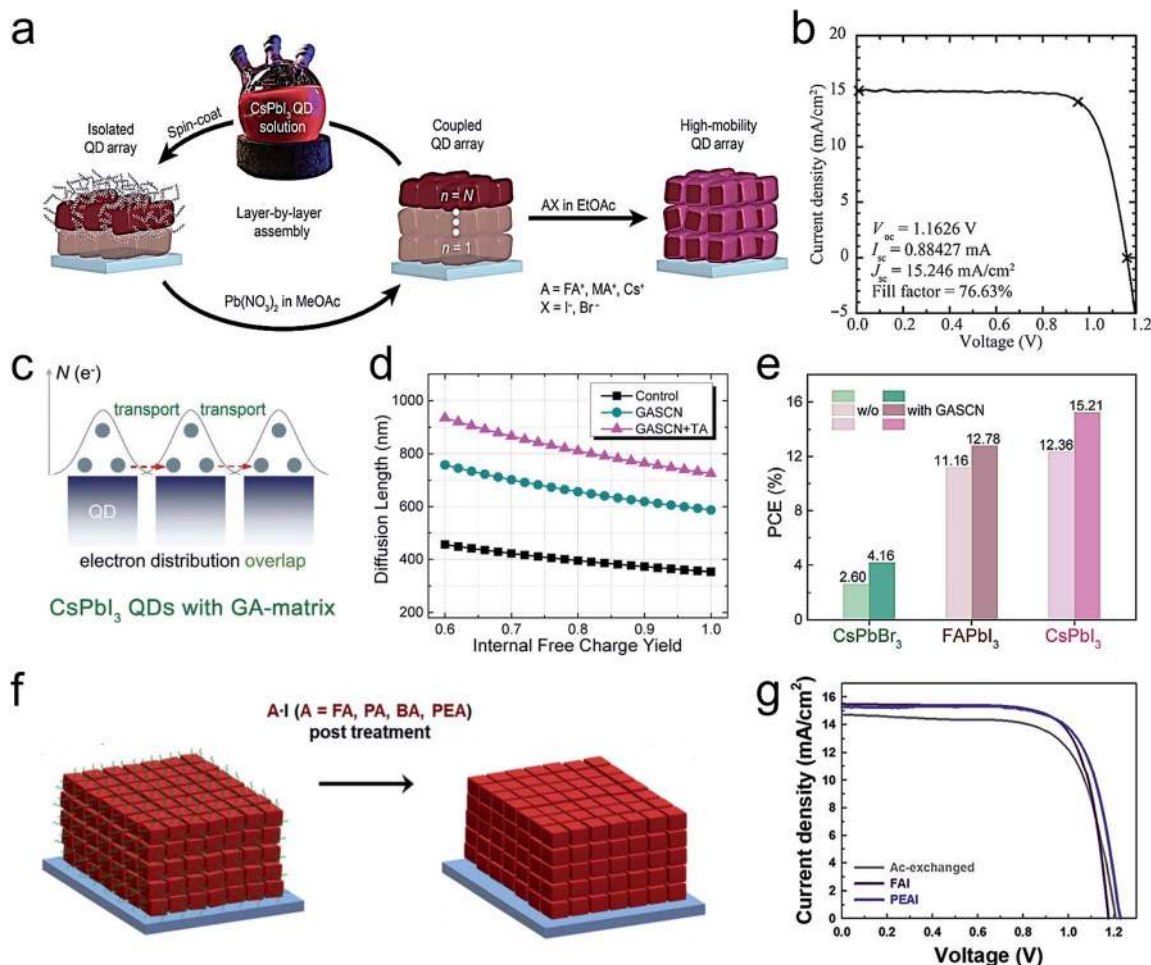 a
CsPbI₃ QD
solution
Spin-coat
Isolated
QD array
Layer-by-layer
assembly
Coupled
QD array
n = N
n = 1
Pb(NO₃)₂ in MeOAc
AX in EtOAc
A = FA⁺, MA⁺, Cs⁺
X = I⁻, Br⁻
High-mobility
QD array
b
Current density (mA/cm²)
20
15
10
5
0
−5
V_oc = 1.1626 V
I_sc = 0.88427 mA
J_sc = 15.246 mA/cm²
Fill factor = 76.63%
0.0 0.2 0.4 0.6 0.8 1.0 1.2
Voltage (V)
c
N (e⁻)
transport transport
QD
electron distribution overlap
CsPbI₃ QDs with GA-matrix
d
Diffusion Length (nm)
1000
800
600
400
200
Control
GASCN
GASCN+TA
0.6 0.7 0.8 0.9 1.0
Internal Free Charge Yield
e
PCE (%)
16
12
8
4
0
w/o with GASCN
2.60 4.16
11.16 12.78
12.36 15.21
CsPbBr₃ FAPbI₃ CsPbI₃
f
A·I (A = FA, PA, BA, PEA)
post treatment
g
Current density (mA/cm²)
16
14
12
10
8
6
4
2
0
Ac-exchanged
FAI
PEAI
0.0 0.2 0.4 0.6 0.8 1.0 1.2
Voltage (V)